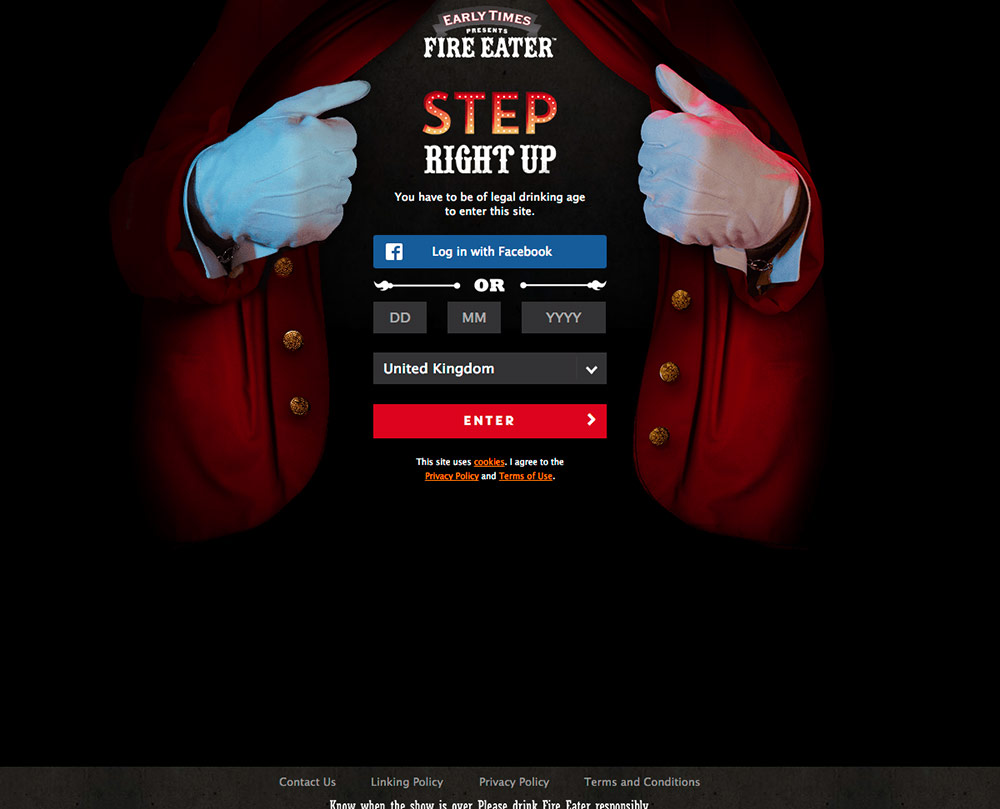 EARLY TIMES
PRESENTS
FIRE EATER™
STEP
RIGHT UP
You have to be of legal drinking age
to enter this site.
Log in with Facebook
OR
DD MM YYYY
United Kingdom
ENTER
This site uses cookies. I agree to the
Privacy Policy and Terms of Use.
Contact Us Linking Policy Privacy Policy Terms and Conditions
Know when the show is over. Please drink Fire Eater responsibly.